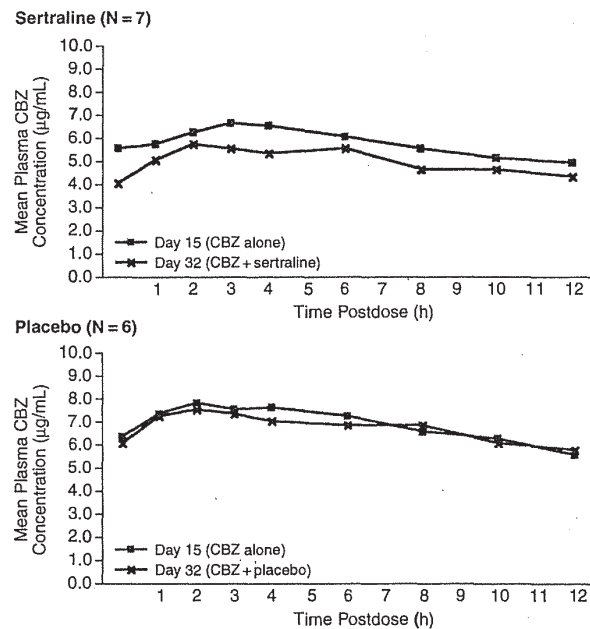 Sertraline (N = 7)
Mean Plasma CBZ
Concentration (µg/mL)
10.0
9.0
8.0
7.0
6.0
5.0
4.0
3.0
2.0
1.0
0.0
Day 15 (CBZ alone)
Day 32 (CBZ + sertraline)
1 2 3 4 5 6 7 8 9 10 11 12
Time Postdose (h)
Placebo (N = 6)
Mean Plasma CBZ
Concentration (µg/mL)
10.0
9.0
8.0
7.0
6.0
5.0
4.0
3.0
2.0
1.0
0.0
Day 15 (CBZ alone)
Day 32 (CBZ + placebo)
1 2 3 4 5 6 7 8 9 10 11 12
Time Postdose (h)